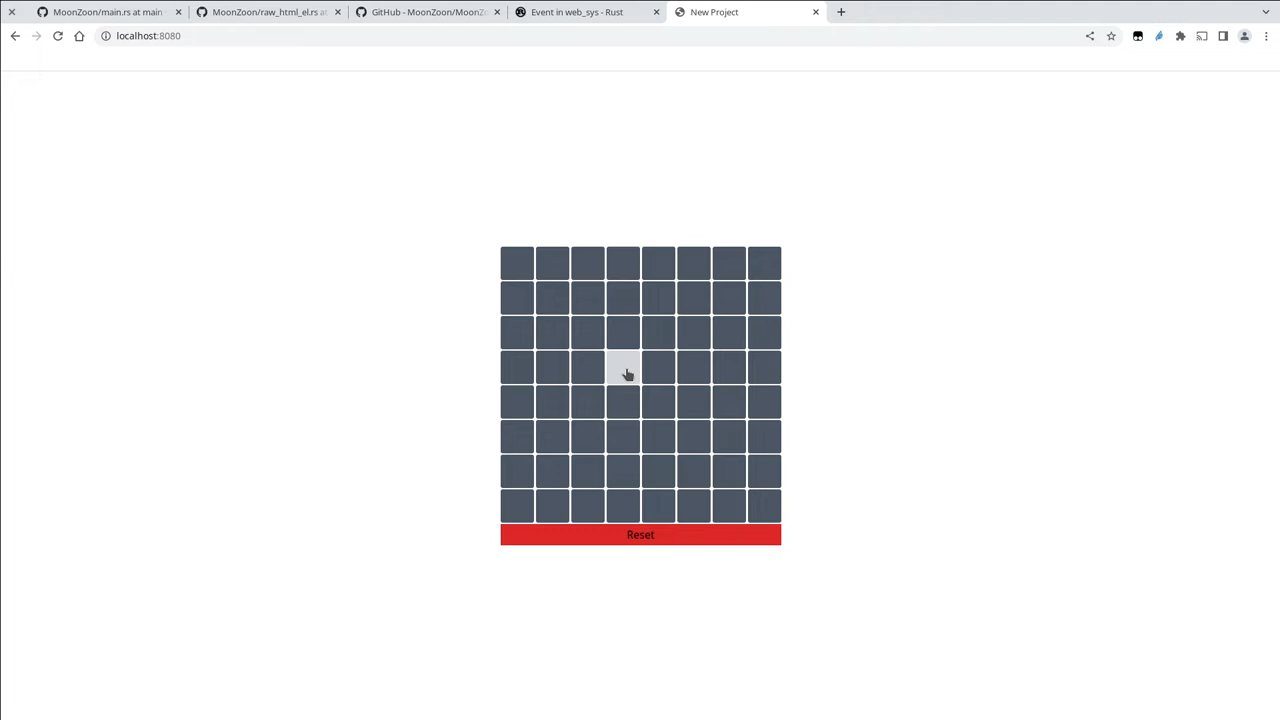 MoonZoon/main.rs at main
MoonZoon/raw_html_el.rs at
GitHub - MoonZoon/MoonZo
Event in web_sys - Rust
New Project
localhost:8080
Reset